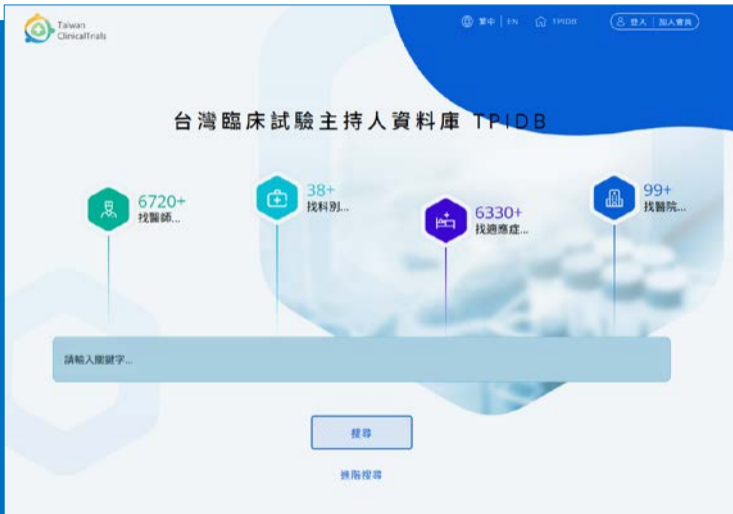 Taiwan
ClinicalTrials
繁中 | EN TPIDB 登入 | 加入會員
台灣臨床試驗主持人資料庫 TPIDB
6720+
找醫師...
38+
找科別...
6330+
找適應症...
99+
找醫院...
請輸入關鍵字...
搜尋
進階搜尋